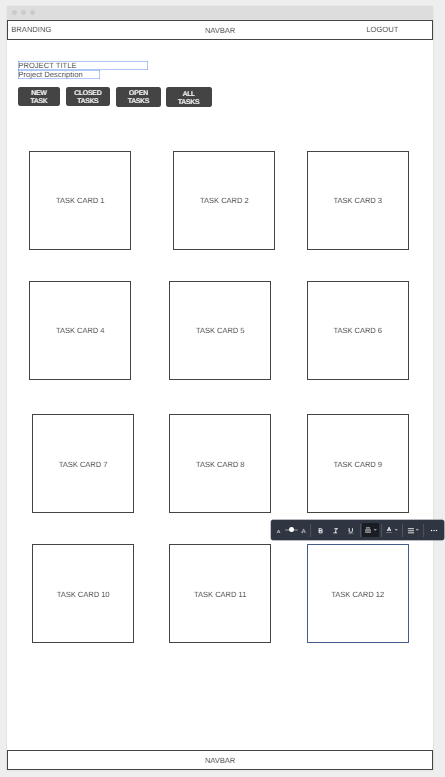 BRANDING NAVBAR LOGOUT
PROJECT TITLE
Project Description
NEW TASK
CLOSED TASKS
OPEN TASKS
ALL TASKS
TASK CARD 1
TASK CARD 2
TASK CARD 3
TASK CARD 4
TASK CARD 5
TASK CARD 6
TASK CARD 7
TASK CARD 8
TASK CARD 9
A A B I U A
TASK CARD 10
TASK CARD 11
TASK CARD 12
NAVBAR